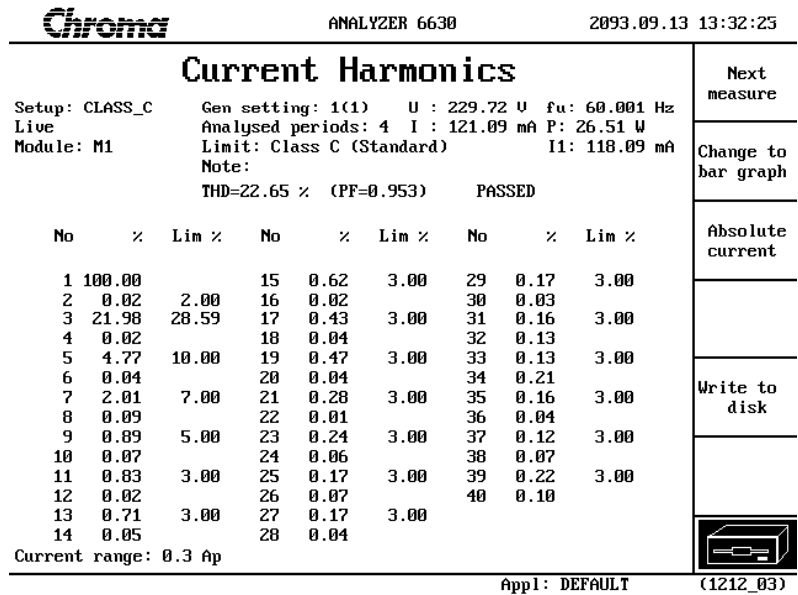 Chroma ANALYZER 6630 2093.09.13 13:32:25
Current Harmonics
Setup: CLASS_C Gen setting: 1(1) U : 229.72 V fu: 60.001 Hz
Live Analysed periods: 4 I : 121.09 mA P: 26.51 W
Module: M1 Limit: Class C (Standard) I1: 118.09 mA
Note:
THD=22.65 % (PF=0.953) PASSED
No % Lim % No % Lim % No % Lim %
1 100.00 15 0.62 3.00 29 0.17 3.00
2 0.02 2.00 16 0.02 30 0.03
3 21.98 28.59 17 0.43 3.00 31 0.16 3.00
4 0.02 18 0.04 32 0.13
5 4.77 10.00 19 0.47 3.00 33 0.13 3.00
6 0.04 20 0.04 34 0.21
7 2.01 7.00 21 0.28 3.00 35 0.16 3.00
8 0.09 22 0.01 36 0.04
9 0.89 5.00 23 0.24 3.00 37 0.12 3.00
10 0.07 24 0.06 38 0.07
11 0.83 3.00 25 0.17 3.00 39 0.22 3.00
12 0.02 26 0.07 40 0.10
13 0.71 3.00 27 0.17 3.00
14 0.05 28 0.04
Current range: 0.3 Ap
Appl: DEFAULT (1212_03)
Next
measure
Change to
bar graph
Absolute
current
Write to
disk